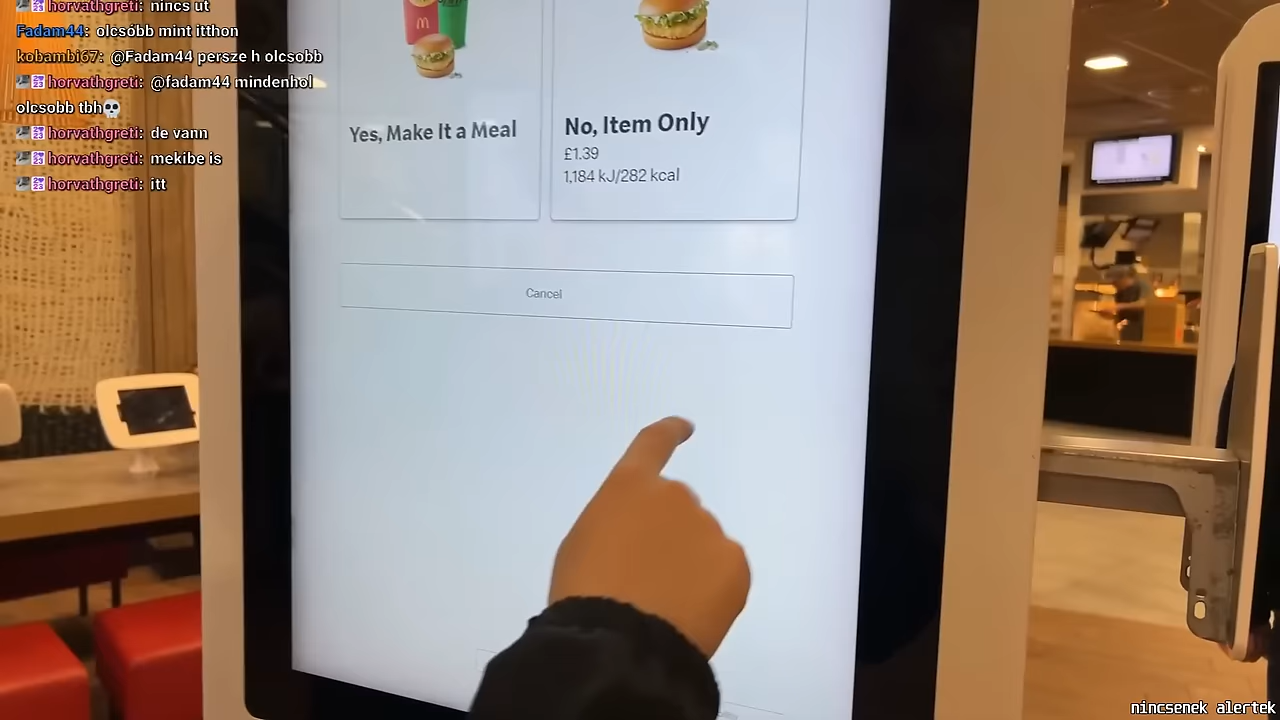 horvathgreti: nincs ut
Fadam44: olcsóbb mint itthon
kobambi67: @Fadam44 persze h olcsobb
horvathgreti: @fadam44 mindenhol
olcsobb tbh💀
horvathgreti: de vann
horvathgreti: mekibe is
horvathgreti: itt
Yes, Make It a Meal
No, Item Only
£1.39
1,184 kJ/282 kcal
Cancel
nincsenek alertek